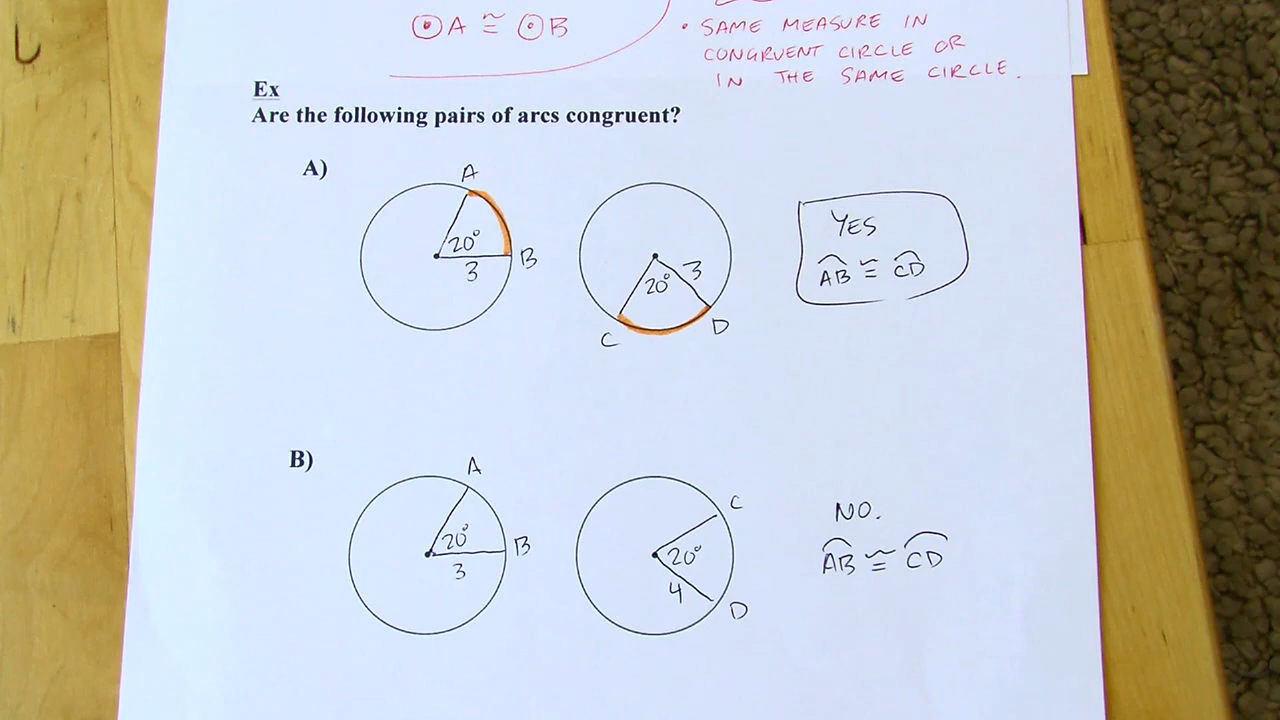 ⊙A ≅ ⊙B
• SAME MEASURE IN
CONGRUENT CIRCLE OR
IN THE SAME CIRCLE.
Ex
Are the following pairs of arcs congruent?
A)
A
20°
3
B
20°
3
C
D
YES
AB ≅ CD
B)
A
20°
3
B
C
20°
4
D
NO.
AB ≅ CD